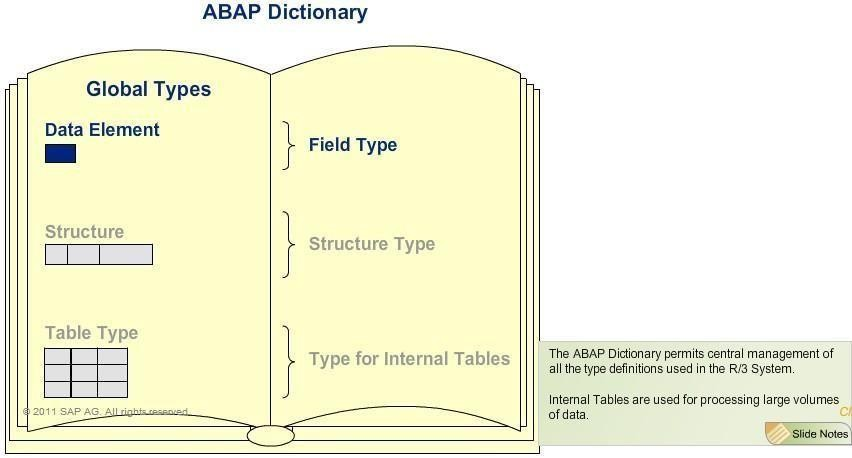 ABAP Dictionary
Global Types
Data Element
Field Type
Structure
Structure Type
Table Type
Type for Internal Tables
© 2011 SAP AG. All rights reserved.
The ABAP Dictionary permits central management of
all the type definitions used in the R/3 System.
Internal Tables are used for processing large volumes
of data.
Slide Notes